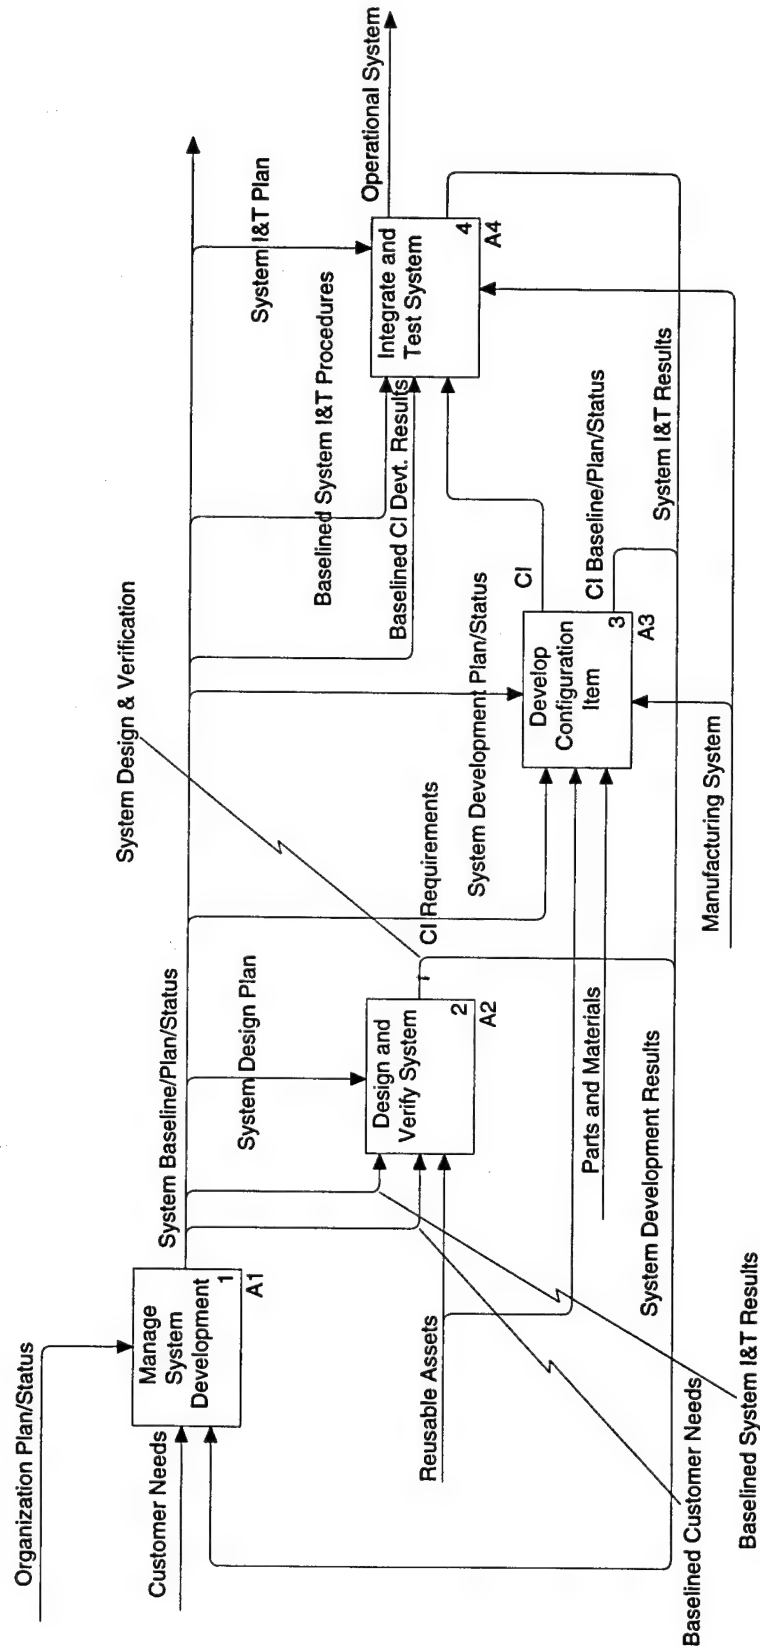 Organization Plan/Status
Customer Needs
Manage
System
Development
1
A1
System Baseline/Plan/Status
System Design Plan
Reusable Assets
Design and
Verify System
2
A2
System Design & Verification
CI Requirements
System Development Plan/Status
Parts and Materials
Develop
Configuration
Item
3
A3
CI
CI Baseline/Plan/Status
Baselined System I&T Procedures
Baselined CI Devt. Results
System I&T Plan
Integrate and
Test System
4
A4
Operational System
System I&T Results
Manufacturing System
System Development Results
Baselined Customer Needs
Baselined System I&T Results